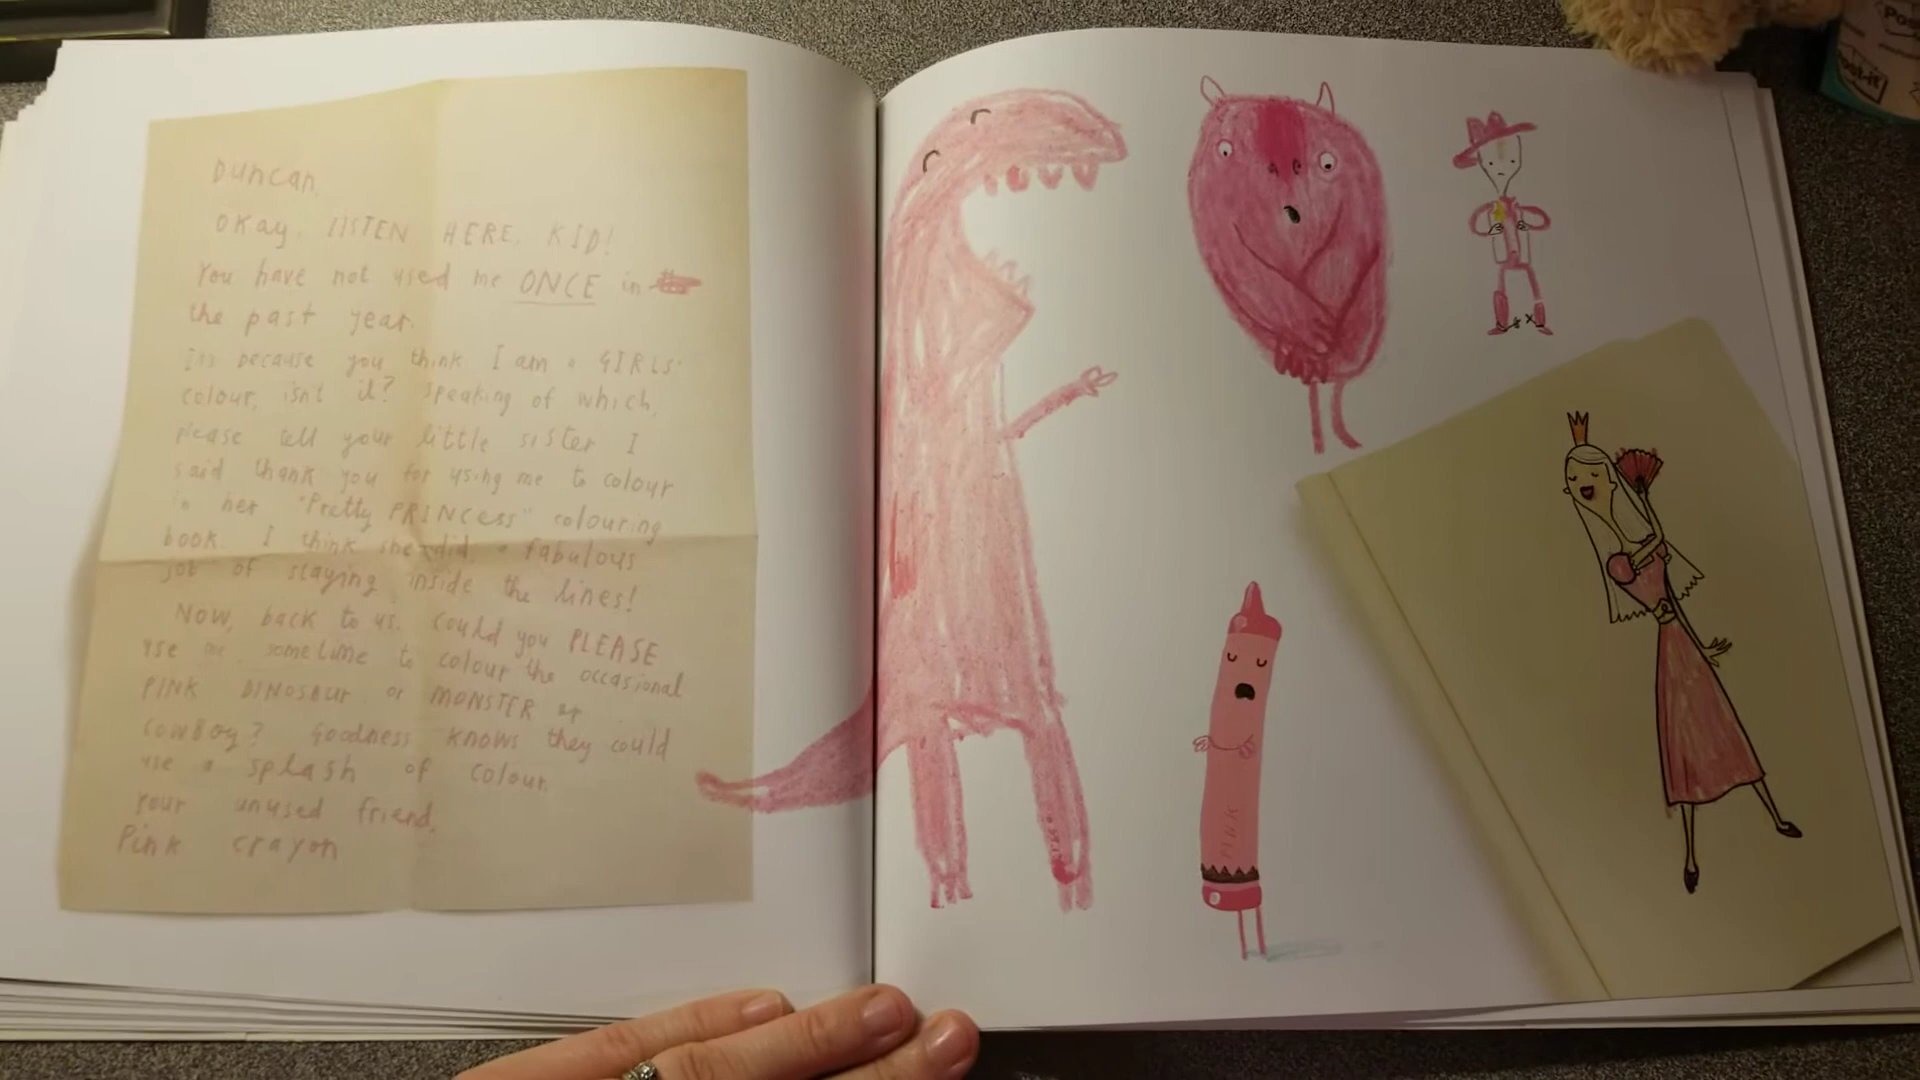 Duncan,
Okay, LISTEN HERE, KID!
You have not used me ONCE in
the past year.
Its because you think I am a GIRLS'
colour, isn't it? Speaking of which,
please tell your little sister I
said thank you for using me to colour
in her "Pretty PRINCess" colouring
book. I think she did a fabulous
job of staying inside the lines!
Now, back to us. Could you PLEASE
use me sometime to colour the occasional
PINK DINOSaur or MONSTER or
COWBoy? Goodness KNOWS they could
use a splash of colour.
Your unused friend,
Pink crayon
PINK
Post-it